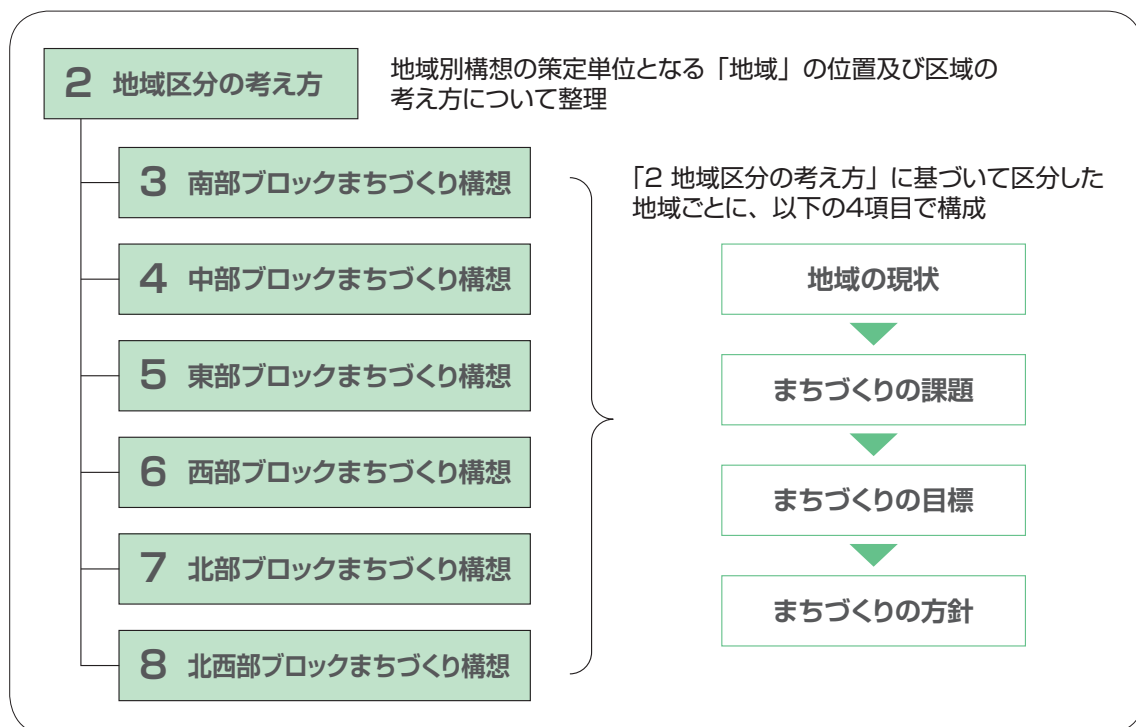 2 地域区分の考え方
地域別構想の策定単位となる「地域」の位置及び区域の
考え方について整理
3 南部ブロックまちづくり構想
4 中部ブロックまちづくり構想
5 東部ブロックまちづくり構想
6 西部ブロックまちづくり構想
7 北部ブロックまちづくり構想
8 北西部ブロックまちづくり構想
「2 地域区分の考え方」に基づいて区分した
地域ごとに、以下の4項目で構成
地域の現状
まちづくりの課題
まちづくりの目標
まちづくりの方針